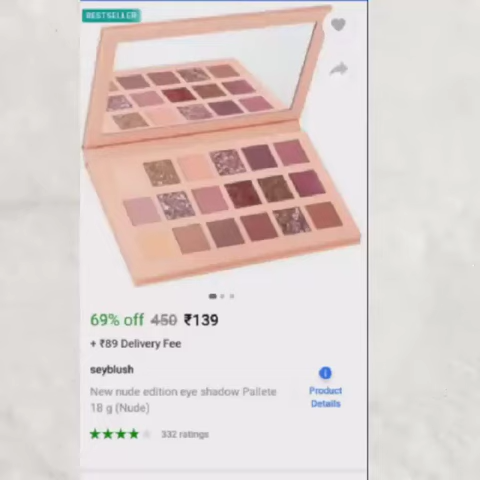 BESTSELLER
69% off 450 ₹139
+ ₹89 Delivery Fee
seyblush
New nude edition eye shadow Pallete
18 g (Nude)
Product
Details
332 ratings